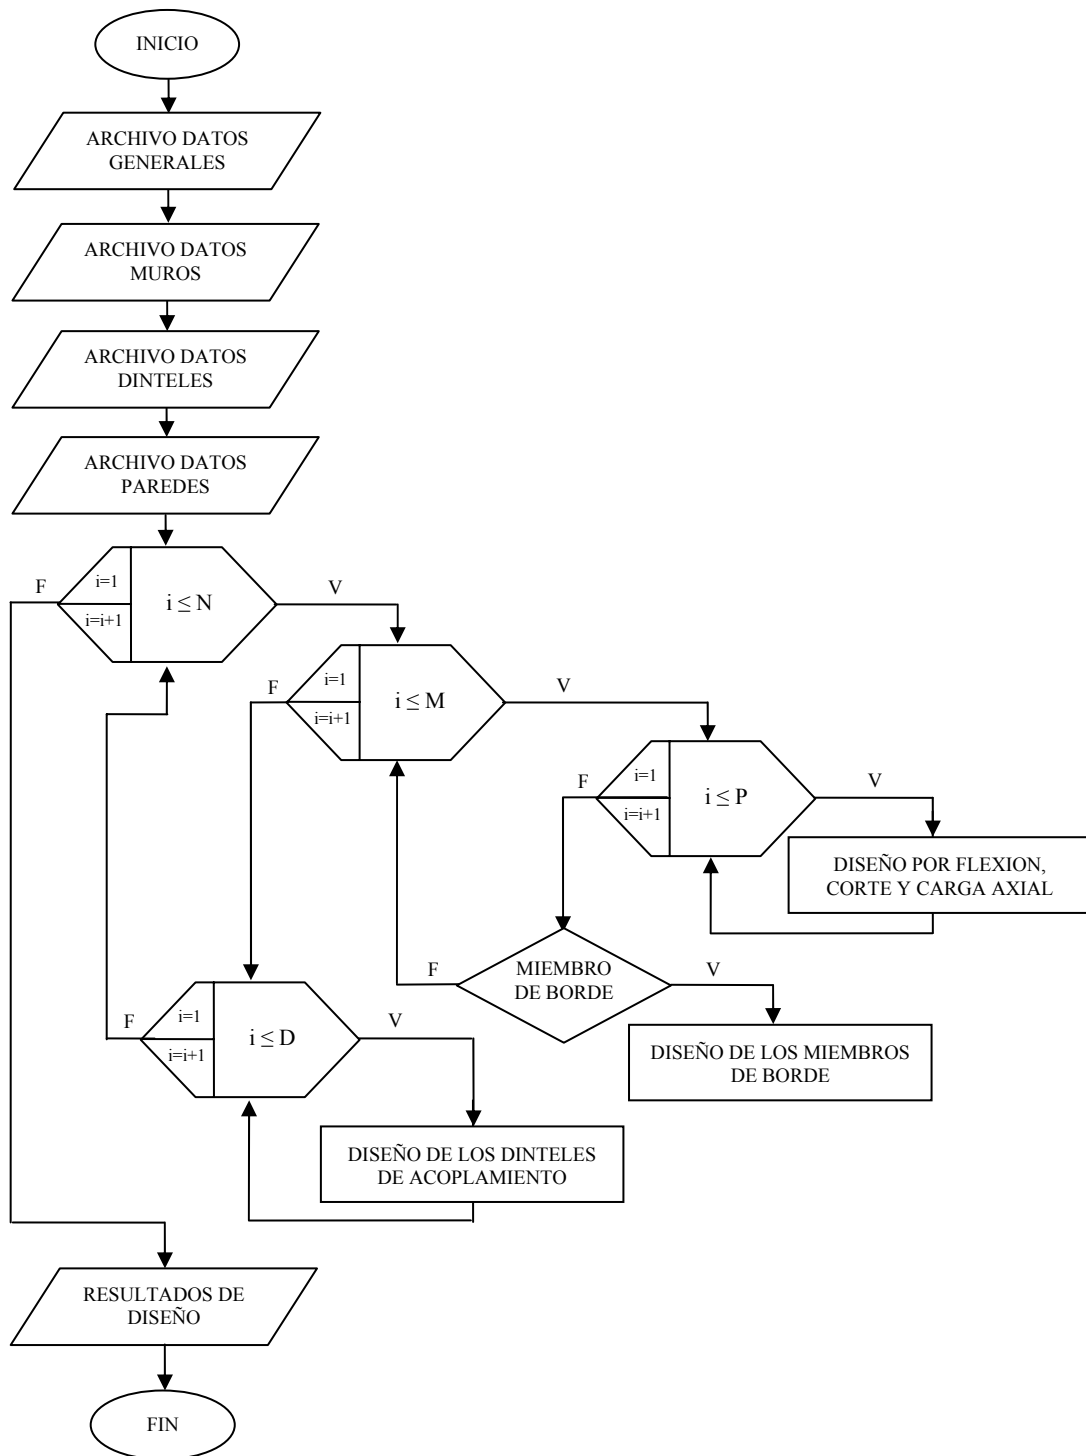 INICIO
ARCHIVO DATOS
GENERALES
ARCHIVO DATOS
MUROS
ARCHIVO DATOS
DINTELES
ARCHIVO DATOS
PAREDES
F
i=1
i=i+1
i ≤ N
V
F
i=1
i=i+1
i ≤ M
V
F
i=1
i=i+1
i ≤ P
V
DISEÑO POR FLEXION,
CORTE Y CARGA AXIAL
F
MIEMBRO
DE BORDE
V
DISEÑO DE LOS MIEMBROS
DE BORDE
F
i=1
i=i+1
i ≤ D
V
DISEÑO DE LOS DINTELES
DE ACOPLAMIENTO
RESULTADOS DE
DISEÑO
FIN